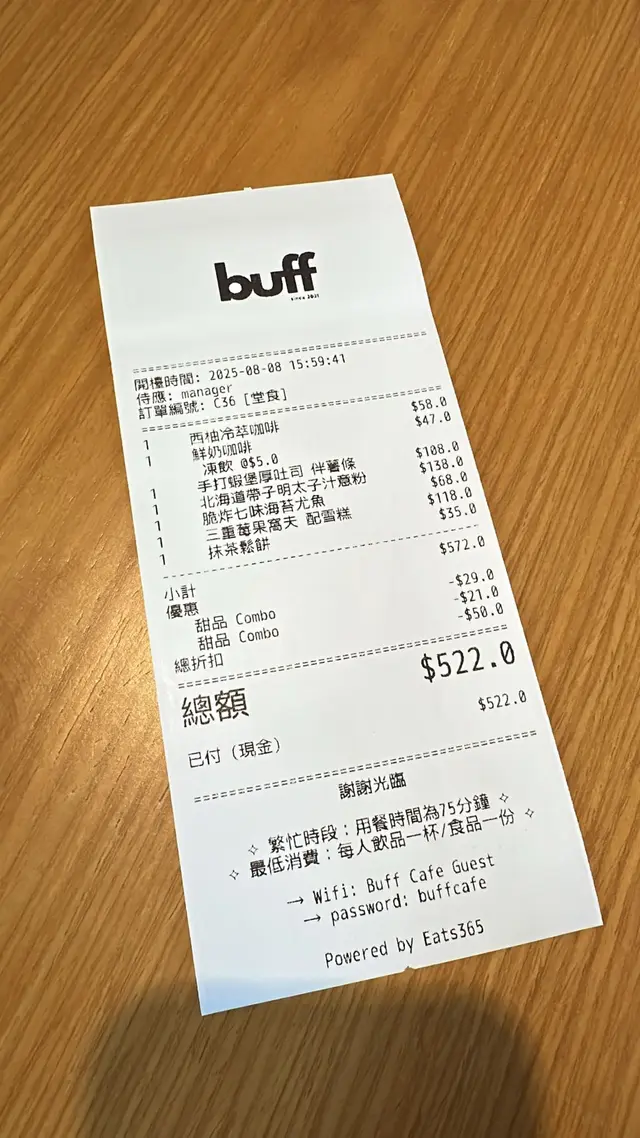 buff
since 2021
================================
開檯時間: 2025-08-08 15:59:41
侍應: manager
訂單編號: C36 [堂食]
================================
1 西柚冷萃咖啡 $58.0
1 鮮奶咖啡 $47.0
凍飲 @$5.0
1 手打蝦堡厚吐司 伴薯條 $108.0
1 北海道帶子明太子汁意粉 $138.0
1 脆炸七味海苔尤魚 $68.0
1 三重莓果窩夫 配雪糕 $118.0
1 抹茶鬆餅 $35.0
--------------------------------
小計 $572.0
優惠
甜品 Combo -$29.0
甜品 Combo -$21.0
總折扣 -$50.0
================================
總額 $522.0
已付 (現金) $522.0
================================
謝謝光臨
✧ 繁忙時段：用餐時間為75分鐘 ✧
✧ 最低消費：每人飲品一杯/食品一份 ✧
→ Wifi: Buff Cafe Guest
→ password: buffcafe
Powered by Eats365